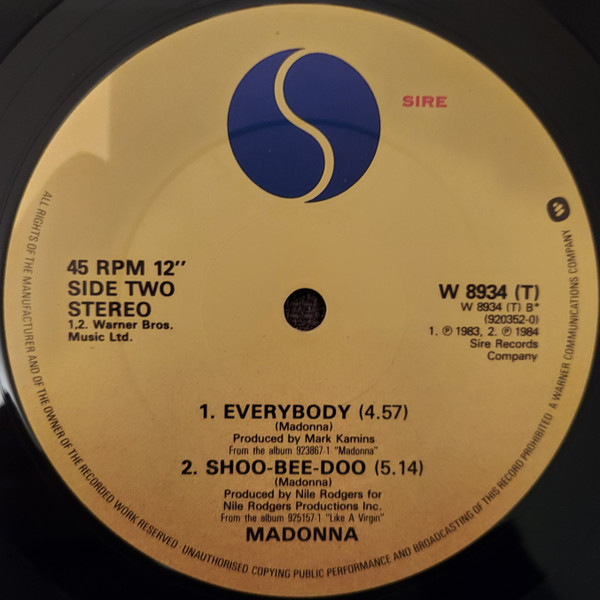 SIRE
45 RPM 12"
SIDE TWO
STEREO
1,2. Warner Bros.
Music Ltd.
W 8934 (T)
W 8934 (T) B*
(920352-0)
1. ℗ 1983, 2. ℗ 1984
Sire Records
Company
1. EVERYBODY (4.57)
(Madonna)
Produced by Mark Kamins
From the album 923867-1 "Madonna"
2. SHOO-BEE-DOO (5.14)
(Madonna)
Produced by Nile Rodgers for
Nile Rodgers Productions Inc.
From the album 925157-1 "Like A Virgin"
MADONNA
ALL RIGHTS OF THE MANUFACTURER AND OF THE OWNER OF THE RECORDED WORK RESERVED · UNAUTHORISED COPYING PUBLIC PERFORMANCE AND BROADCASTING OF THIS RECORD PROHIBITED · A WARNER COMMUNICATIONS COMPANY